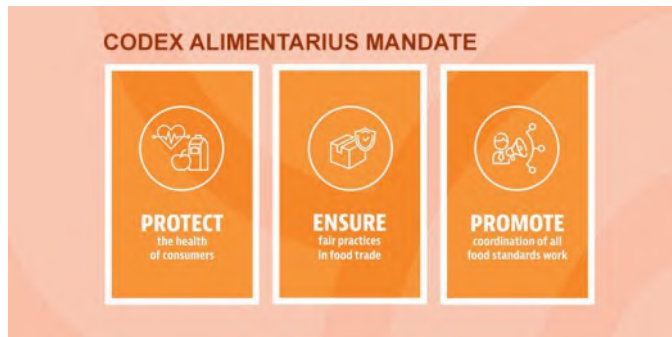 CODEX ALIMENTARIUS MANDATE
PROTECT
the health
of consumers
ENSURE
fair practices
in food trade
PROMOTE
coordination of all
food standards work